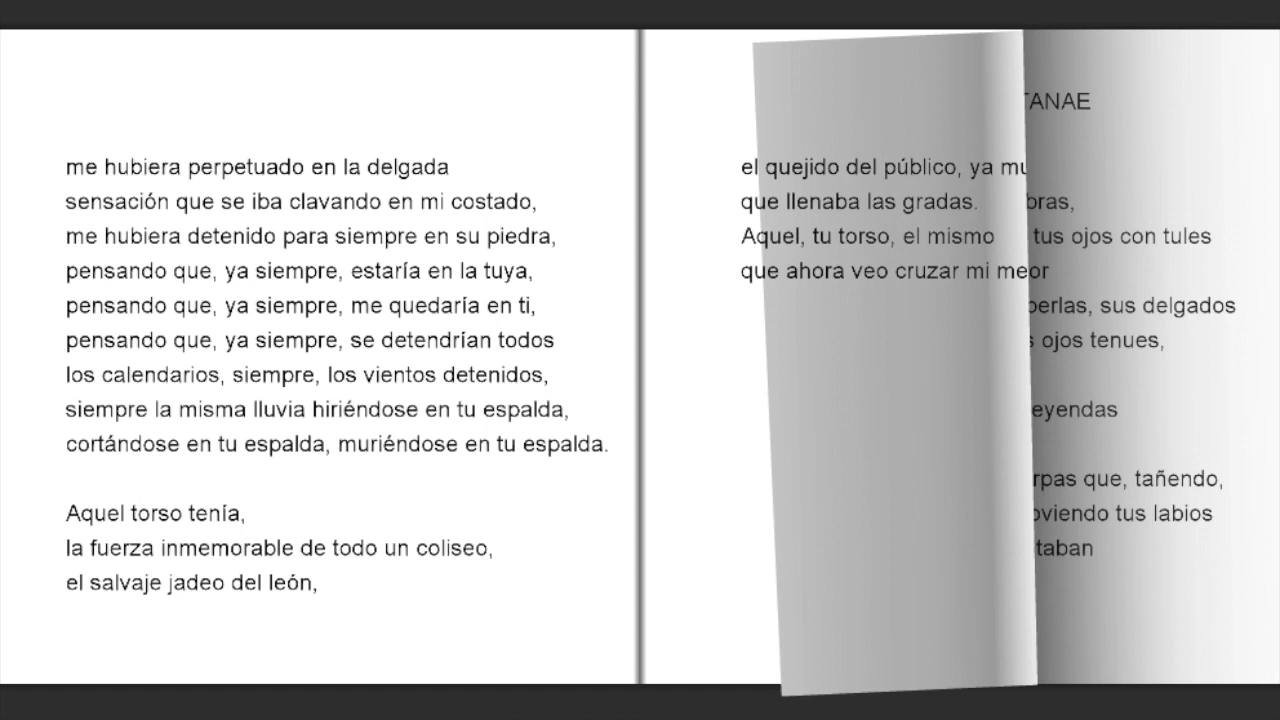 me hubiera perpetuado en la delgada
sensación que se iba clavando en mi costado,
me hubiera detenido para siempre en su piedra,
pensando que, ya siempre, estaría en la tuya,
pensando que, ya siempre, me quedaría en ti,
pensando que, ya siempre, se detendrían todos
los calendarios, siempre, los vientos detenidos,
siempre la misma lluvia hiriéndose en tu espalda,
cortándose en tu espalda, muriéndose en tu espalda.
Aquel torso tenía,
la fuerza inmemorable de todo un coliseo,
el salvaje jadeo del león,
el quejido del público, ya
que llenaba las gradas.
Aquel, tu torso, el mismo
que ahora veo cruzar mi
tus ojos con tules
sus delgados
ojos tenues,
que, tañendo,
tus labios